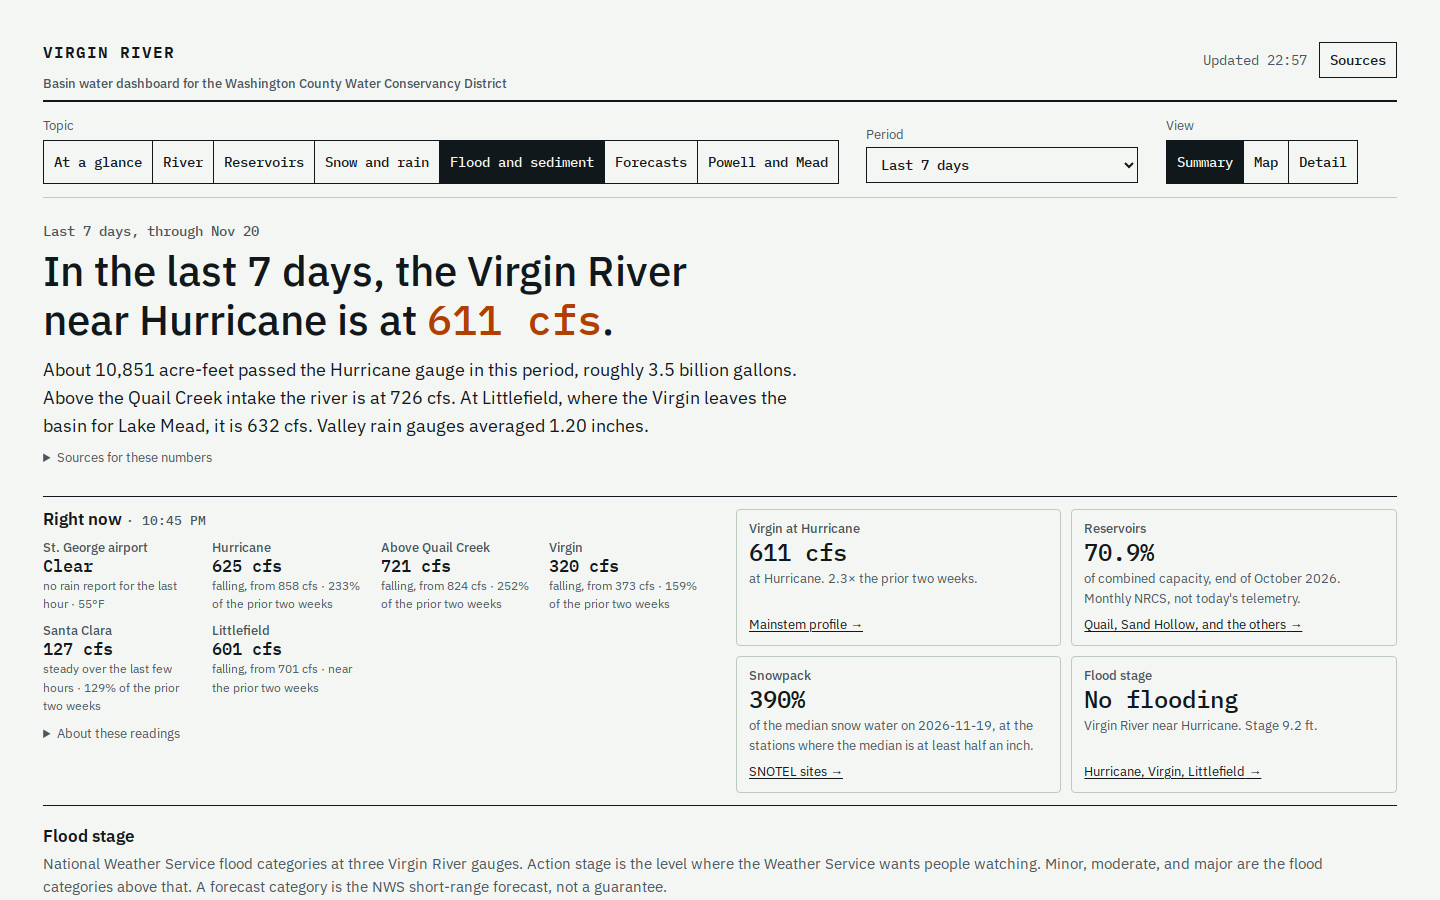 VIRGIN RIVER
Basin water dashboard for the Washington County Water Conservancy District
Updated 22:57
Sources
Topic
At a glance
River
Reservoirs
Snow and rain
Flood and sediment
Forecasts
Powell and Mead
Period
Last 7 days
View
Summary
Map
Detail
Last 7 days, through Nov 20
In the last 7 days, the Virgin River
near Hurricane is at 611 cfs.
About 10,851 acre-feet passed the Hurricane gauge in this period, roughly 3.5 billion gallons.
Above the Quail Creek intake the river is at 726 cfs. At Littlefield, where the Virgin leaves the
basin for Lake Mead, it is 632 cfs. Valley rain gauges averaged 1.20 inches.
▶ Sources for these numbers
Right now · 10:45 PM
St. George airport
Clear
no rain report for the last
hour · 55°F
Hurricane
625 cfs
falling, from 858 cfs · 233%
of the prior two weeks
Above Quail Creek
721 cfs
falling, from 824 cfs · 252%
of the prior two weeks
Virgin
320 cfs
falling, from 373 cfs · 159%
of the prior two weeks
Santa Clara
127 cfs
steady over the last few
hours · 129% of the prior
two weeks
Littlefield
601 cfs
falling, from 701 cfs · near
the prior two weeks
▶ About these readings
Virgin at Hurricane
611 cfs
at Hurricane. 2.3× the prior two weeks.
Mainstem profile →
Reservoirs
70.9%
of combined capacity, end of October 2026.
Monthly NRCS, not today's telemetry.
Quail, Sand Hollow, and the others →
Snowpack
390%
of the median snow water on 2026-11-19, at the
stations where the median is at least half an inch.
SNOTEL sites →
Flood stage
No flooding
Virgin River near Hurricane. Stage 9.2 ft.
Hurricane, Virgin, Littlefield →
Flood stage
National Weather Service flood categories at three Virgin River gauges. Action stage is the level where the Weather Service wants people watching. Minor, moderate, and major are the flood
categories above that. A forecast category is the NWS short-range forecast, not a guarantee.